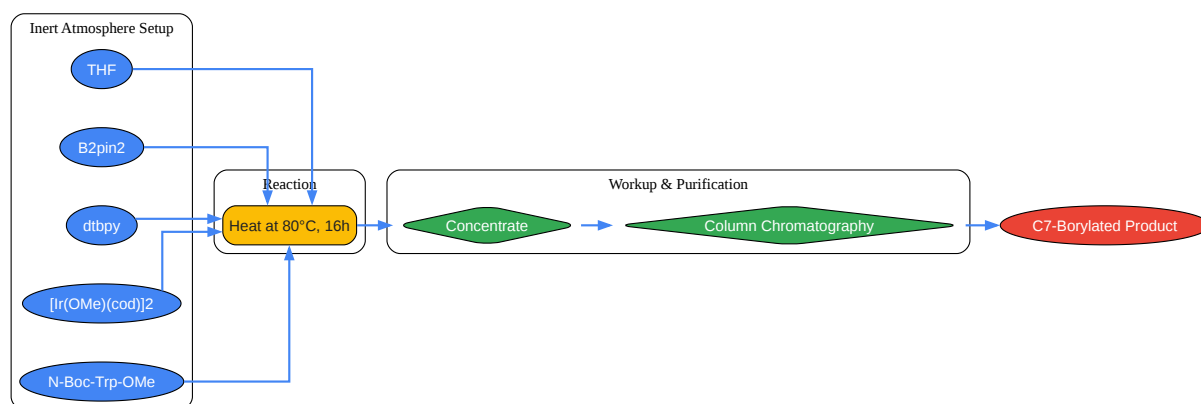 Inert Atmosphere Setup
THF
B2pin2
dtbpy
[Ir(OMe)(cod)]2
N-Boc-Trp-OMe
Reaction
Heat at 80°C, 16h
Workup & Purification
Concentrate
Column Chromatography
C7-Borylated Product